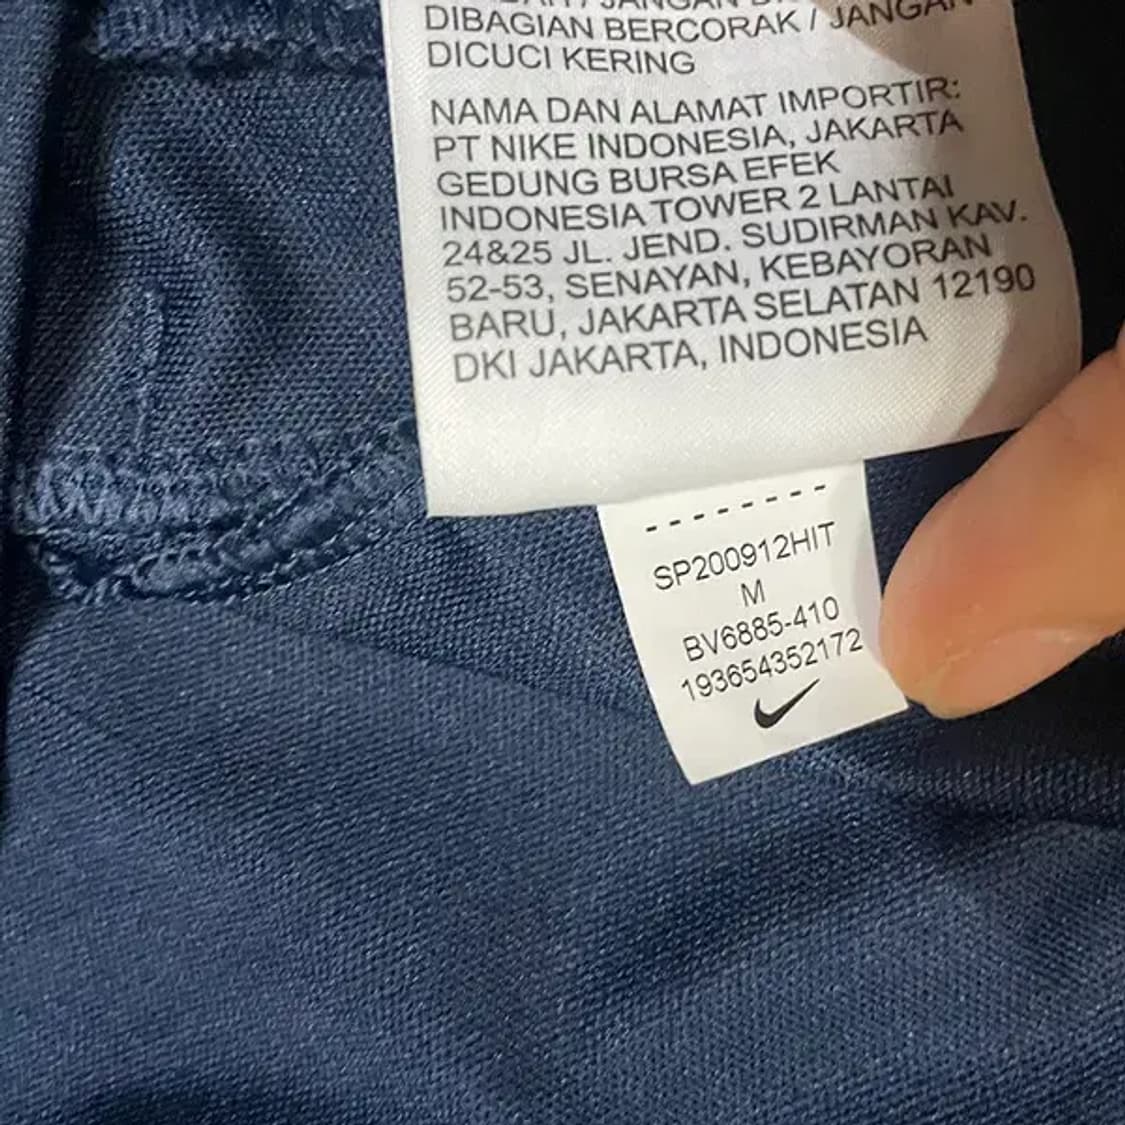 JANGAN
DIBAGIAN BERCORAK / JANGAN
DICUCI KERING
NAMA DAN ALAMAT IMPORTIR:
PT NIKE INDONESIA, JAKARTA
GEDUNG BURSA EFEK
INDONESIA TOWER 2 LANTAI
24&25 JL. JEND. SUDIRMAN KAV.
52-53, SENAYAN, KEBAYORAN
BARU, JAKARTA SELATAN 12190
DKI JAKARTA, INDONESIA
SP200912HIT
M
BV6885-410
193654352172